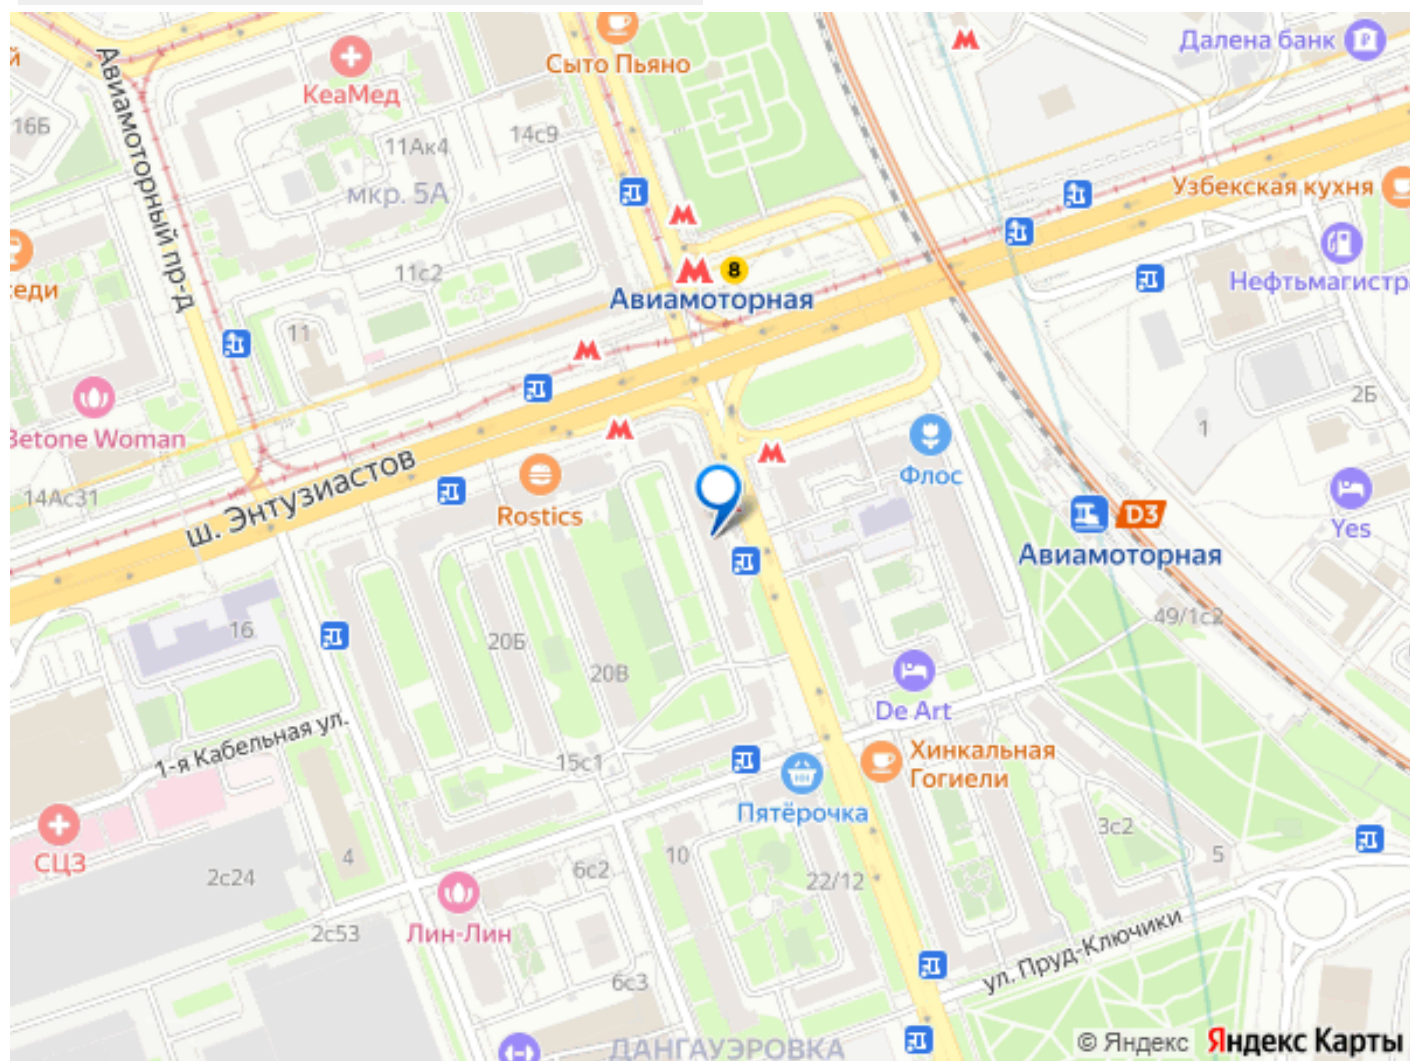 Сыто Пьяно
Далена банк
КеаМед
Авиамоторный пр-д
16Б
й
11Ак4
14с9
мкр. 5А
Узбекская кухня
еди
11с2
8
Авиамоторная
Нефтьмагистр
11
2Б
1
Betone Woman
ш. Энтузиастов
14Ас31
Rostics
Флос
Yes
D3
Авиамоторная
49/1с2
16
20Б
20В
De Art
1-я Кабельная ул.
15с1
Хинкальная
Гогиели
Пятёрочка
СЦЗ
4
2с24
10
6с2
22/12
3с2
5
Лин-Лин
2с53
ул. Пруд-Ключики
6с3
ДАНГАУЭРОВКА
© Яндекс Яндекс Карты